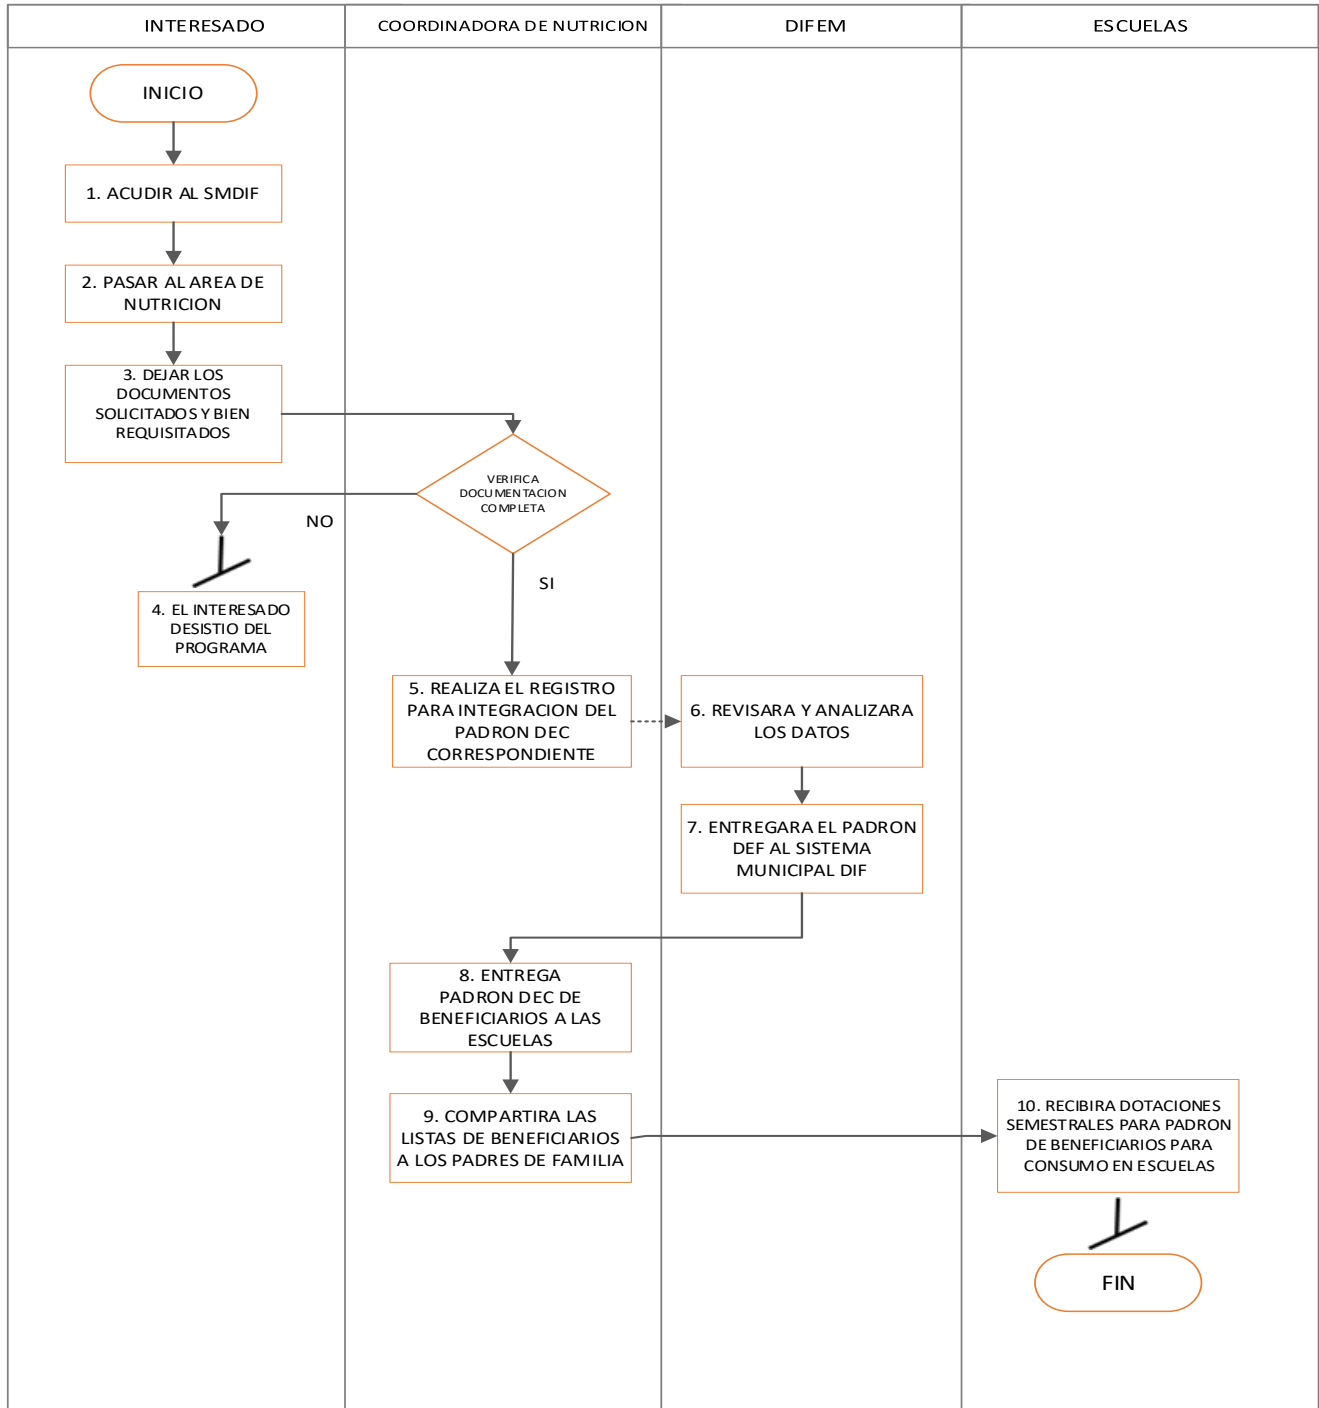 INTERESADO
COORDINADORA DE NUTRICION
DIFEM
ESCUELAS
INICIO
1. ACUDIR AL SMDIF
2. PASAR AL AREA DE
NUTRICION
3. DEJAR LOS
DOCUMENTOS
SOLICITADOS Y BIEN
REQUISITADOS
VERIFICA
DOCUMENTACION
COMPLETA
NO
SI
4. EL INTERESADO
DESISTIO DEL
PROGRAMA
5. REALIZA EL REGISTRO
PARA INTEGRACION DEL
PADRON DEC
CORRESPONDIENTE
6. REVISARA Y ANALIZARA
LOS DATOS
7. ENTREGARA EL PADRON
DEF AL SISTEMA
MUNICIPAL DIF
8. ENTREGA
PADRON DEC DE
BENEFICIARIOS A LAS
ESCUELAS
9. COMPARTIRA LAS
LISTAS DE BENEFICIARIOS
A LOS PADRES DE FAMILIA
10. RECIBIRA DOTACIONES
SEMESTRALES PARA PADRON
DE BENEFICIARIOS PARA
CONSUMO EN ESCUELAS
FIN